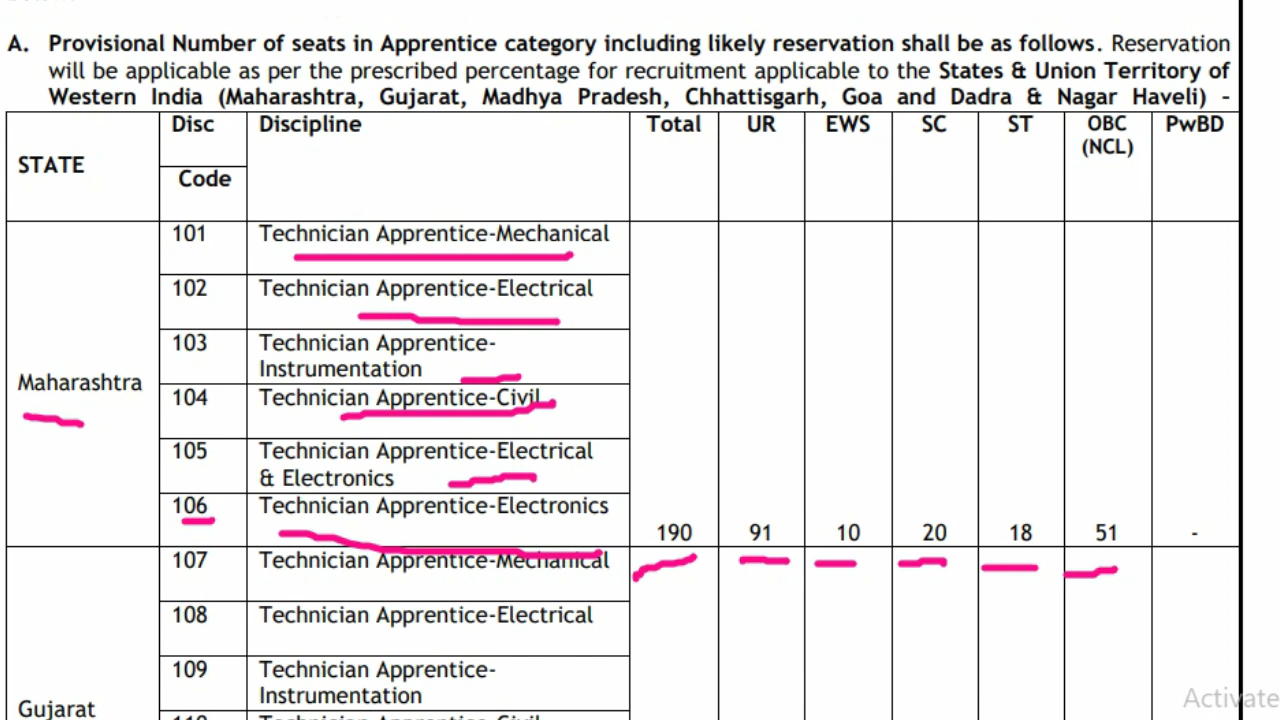 A. Provisional Number of seats in Apprentice category including likely reservation shall be as follows. Reservation
will be applicable as per the prescribed percentage for recruitment applicable to the States & Union Territory of
Western India (Maharashtra, Gujarat, Madhya Pradesh, Chhattisgarh, Goa and Dadra & Nagar Haveli) -
STATE
Disc
Code
Discipline
Total
UR
EWS
SC
ST
OBC
(NCL)
PwBD
Maharashtra
101
Technician Apprentice-Mechanical
102
Technician Apprentice-Electrical
103
Technician Apprentice-
Instrumentation
104
Technician Apprentice-Civil
105
Technician Apprentice-Electrical
& Electronics
106
Technician Apprentice-Electronics
190
91
10
20
18
51
-
Gujarat
107
Technician Apprentice-Mechanical
108
Technician Apprentice-Electrical
109
Technician Apprentice-
Instrumentation
110
Technician Apprentice-Civil
Activate